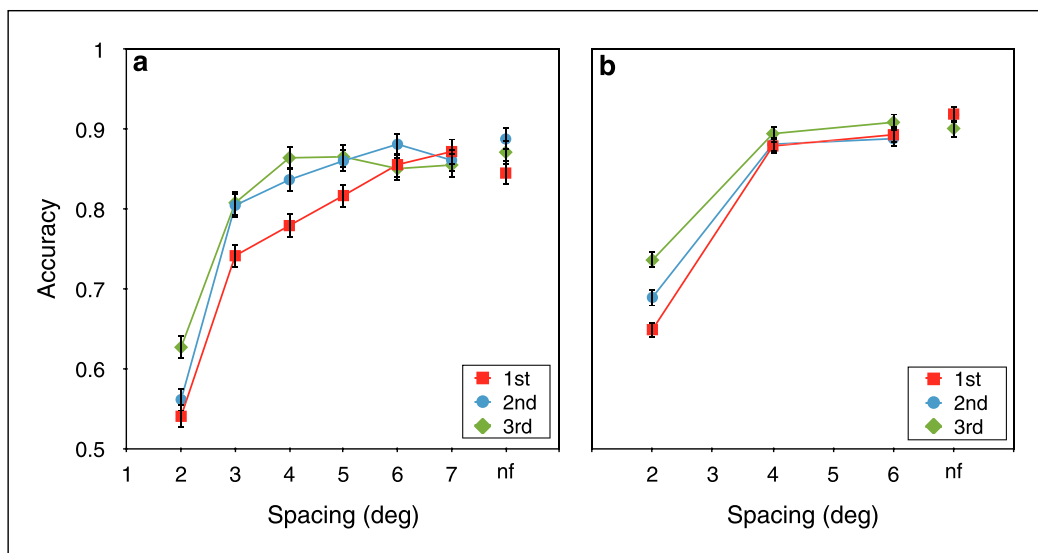 a
b
1
0.9
0.8
0.7
0.6
0.5
Accuracy
1st
2nd
3rd
1st
2nd
3rd
1 2 3 4 5 6 7 nf
2 3 4 5 6 nf
Spacing (deg)
Spacing (deg)